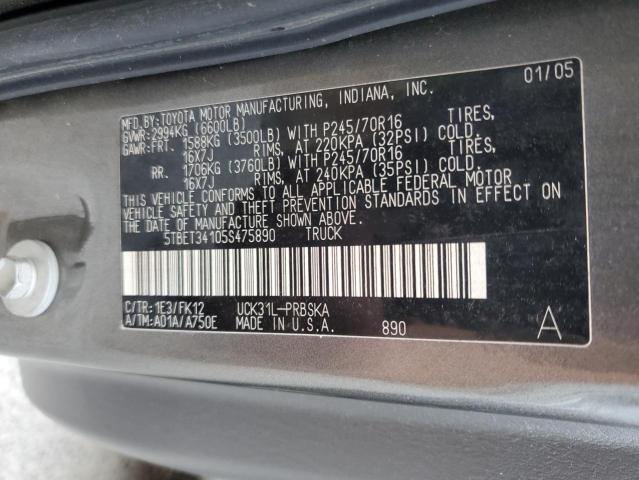 MFD.BY:TOYOTA MOTOR MANUFACTURING, INDIANA, INC. 01/05
GVWR:2994KG (6600LB)
GAWR:FRT. 1588KG (3500LB) WITH P245/70R16 TIRES,
16X7J RIMS, AT 220KPA (32PSI) COLD.
RR. 1706KG (3760LB) WITH P245/70R16 TIRES,
16X7J RIMS, AT 240KPA (35PSI) COLD.
THIS VEHICLE CONFORMS TO ALL APPLICABLE FEDERAL MOTOR
VEHICLE SAFETY AND THEFT PREVENTION STANDARDS IN EFFECT ON
THE DATE OF MANUFACTURE SHOWN ABOVE.
5TBET34105S475890 TRUCK
C/TR:1E3/FK12 UCK31L-PRBSKA
A/TM:A01A/A750E MADE IN U.S.A. 890 A